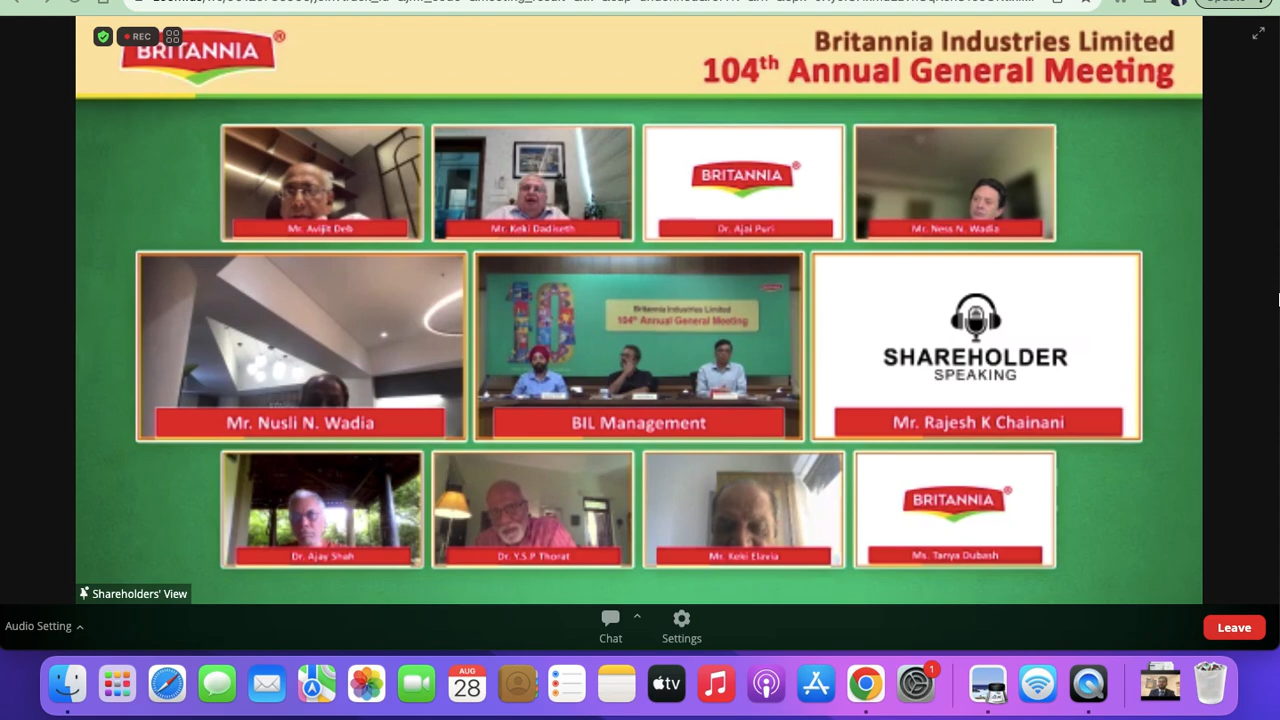 Update
REC
BRITANNIA
Britannia Industries Limited
104th Annual General Meeting
Mr. Avijit Deb
Mr. Keki Dadiseth
BRITANNIA
Dr. Ajai Puri
Mr. Ness N. Wadia
Britannia Industries Limited
104th Annual General Meeting
SHAREHOLDER
SPEAKING
Mr. Nusli N. Wadia
BIL Management
Mr. Rajesh K Chainani
Dr. Ajay Shah
Dr. Y.S.P Thorat
Mr. Keki Elavia
BRITANNIA
Ms. Tanya Dubash
Shareholders' View
Audio Setting
Chat
Settings
Leave
AUG
28
tv
1